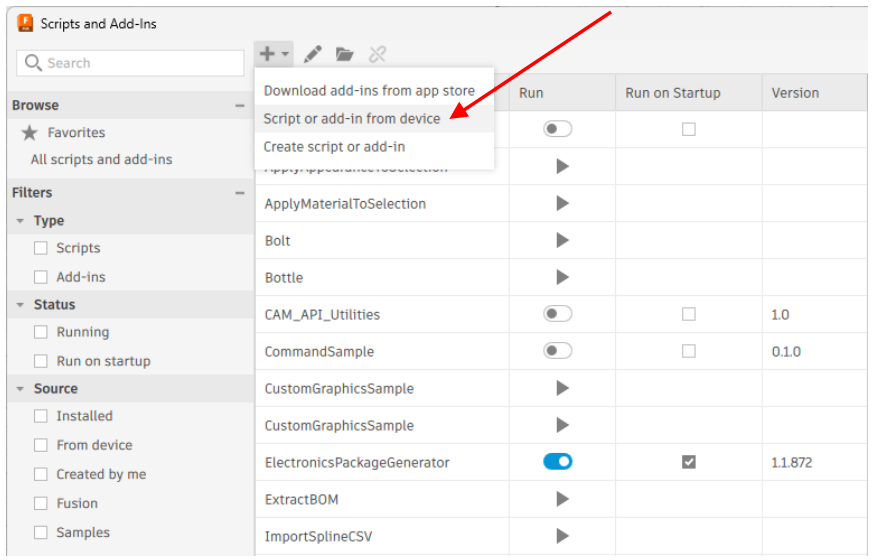 Scripts and Add-Ins
Search
Download add-ins from app store
Script or add-in from device
Create script or add-in
Run
Run on Startup
Version
Browse
Favorites
All scripts and add-ins
Filters
Type
Scripts
Add-ins
Status
Running
Run on startup
Source
Installed
From device
Created by me
Fusion
Samples
ApplyAppearanceToSelection
ApplyMaterialToSelection
Bolt
Bottle
CAM_API_Utilities 1.0
CommandSample 0.1.0
CustomGraphicsSample
CustomGraphicsSample
ElectronicsPackageGenerator 1.1.872
ExtractBOM
ImportSplineCSV